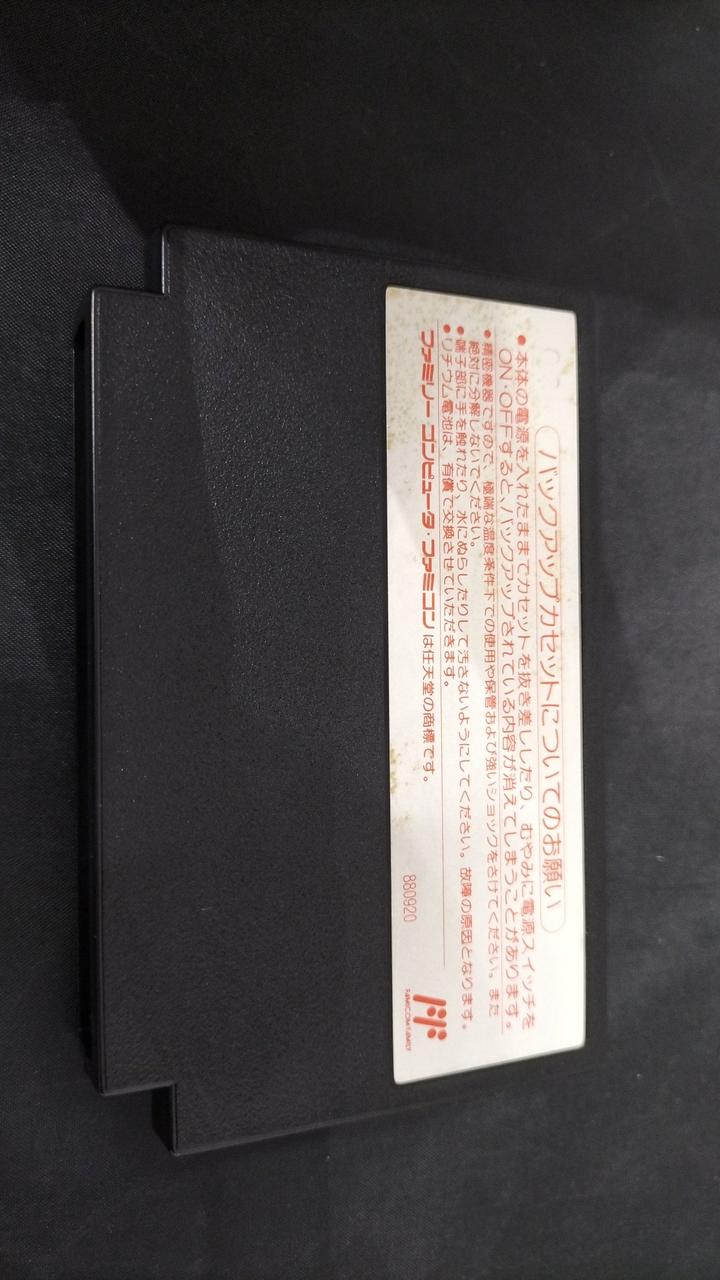 バックアップカセットについてのお願い
●本体の電源を入れたままでカセットを抜き差ししたり、むやみに電源スイッチを
ON・OFFすると、バックアップされている内容が消えてしまうことがあります。
●精密機器ですので、極端な温度条件下での使用や保管および強いショックをさけてください。また
絶対に分解しないでください。
●端子部に手を触れたり、水にぬらしたりして汚さないようにしてください。故障の原因となります。
●リチウム電池は、有償で交換させていただきます。
ファミリーコンピュータ・ファミコンは任天堂の商標です。
880920
FAMICOM FAMILY